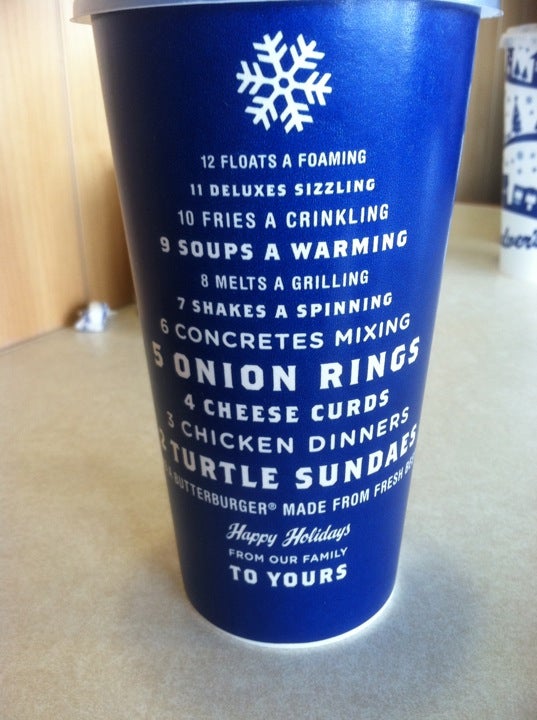 12 FLOATS A FOAMING
11 DELUXES SIZZLING
10 FRIES A CRINKLING
9 SOUPS A WARMING
8 MELTS A GRILLING
7 SHAKES A SPINNING
6 CONCRETES MIXING
5 ONION RINGS
4 CHEESE CURDS
3 CHICKEN DINNERS
2 TURTLE SUNDAES
BUTTERBURGER® MADE FROM FRESH
Happy Holidays
FROM OUR FAMILY
TO YOURS